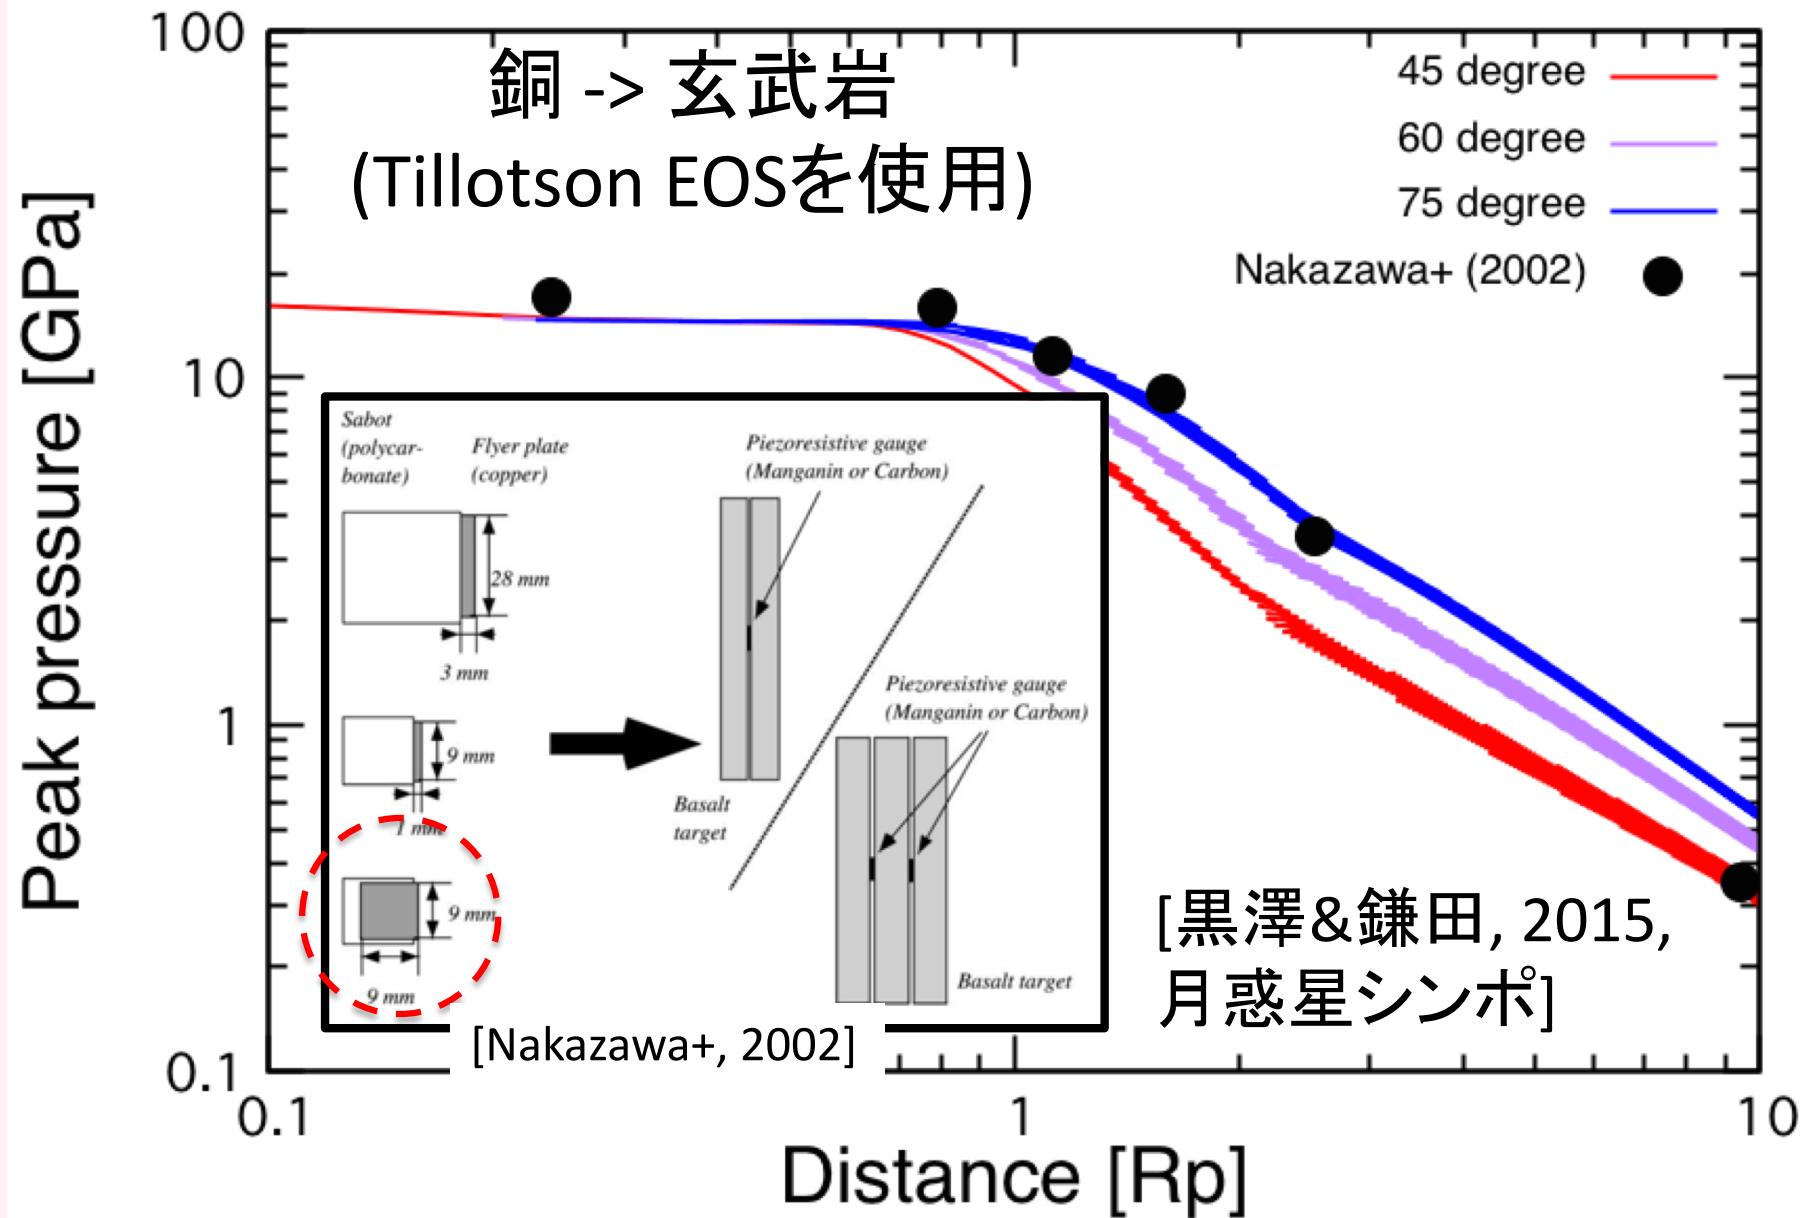 100
10
1
0.1
Peak pressure [GPa]
銅 -> 玄武岩
(Tillotson EOSを使用)
45 degree
60 degree
75 degree
Nakazawa+ (2002)
Sabot
(polycar-
bonate)
Flyer plate
(copper)
28 mm
3 mm
9 mm
1 mm
9 mm
9 mm
Piezoresistive gauge
(Manganin or Carbon)
Basalt
target
Piezoresistive gauge
(Manganin or Carbon)
Basalt target
[Nakazawa+, 2002]
[黒澤&鎌田, 2015,
月惑星シンポ]
0.1
1
10
Distance [Rp]